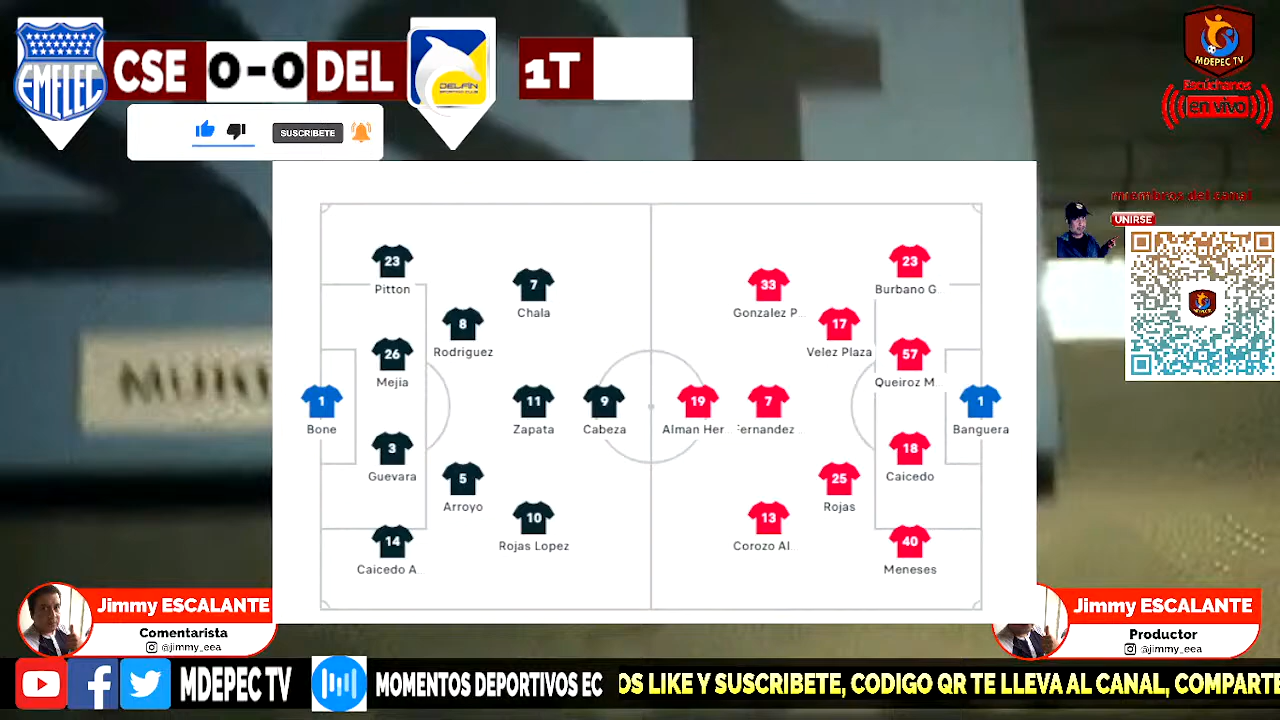 EMELEC
CSE 0-0 DEL
DELFIN
1T
MDEPEC TV
Escúchanos
en vivo
SUSCRIBETE
miembros del canal
UNIRSE
23
Pitton
7
Chala
8
Rodriguez
26
Mejia
1
Bone
11
Zapata
9
Cabeza
3
Guevara
5
Arroyo
10
Rojas Lopez
14
Caicedo A.
33
Gonzalez P...
23
Burbano G.
17
Velez Plaza
57
Queiroz M..
19
Alman Her..
7
Fernandez ..
1
Banguera
18
Caicedo
25
Rojas
13
Corozo Al..
40
Meneses
Jimmy ESCALANTE
Comentarista
@jimmy_eea
Jimmy ESCALANTE
Productor
@jimmy_eea
MDEPEC TV
MOMENTOS DEPORTIVOS EC
OS LIKE Y SUSCRIBETE, CODIGO QR TE LLEVA AL CANAL, COMPARTE